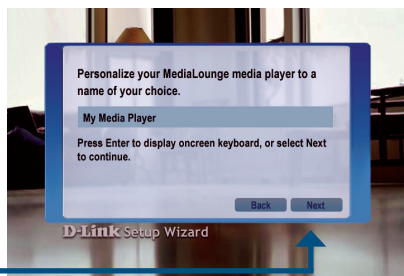 Personalize your MediaLounge media player to a
name of your choice.
My Media Player
Press Enter to display oncreen keyboard, or select Next
to continue.
Back Next
D-Link Setup Wizard